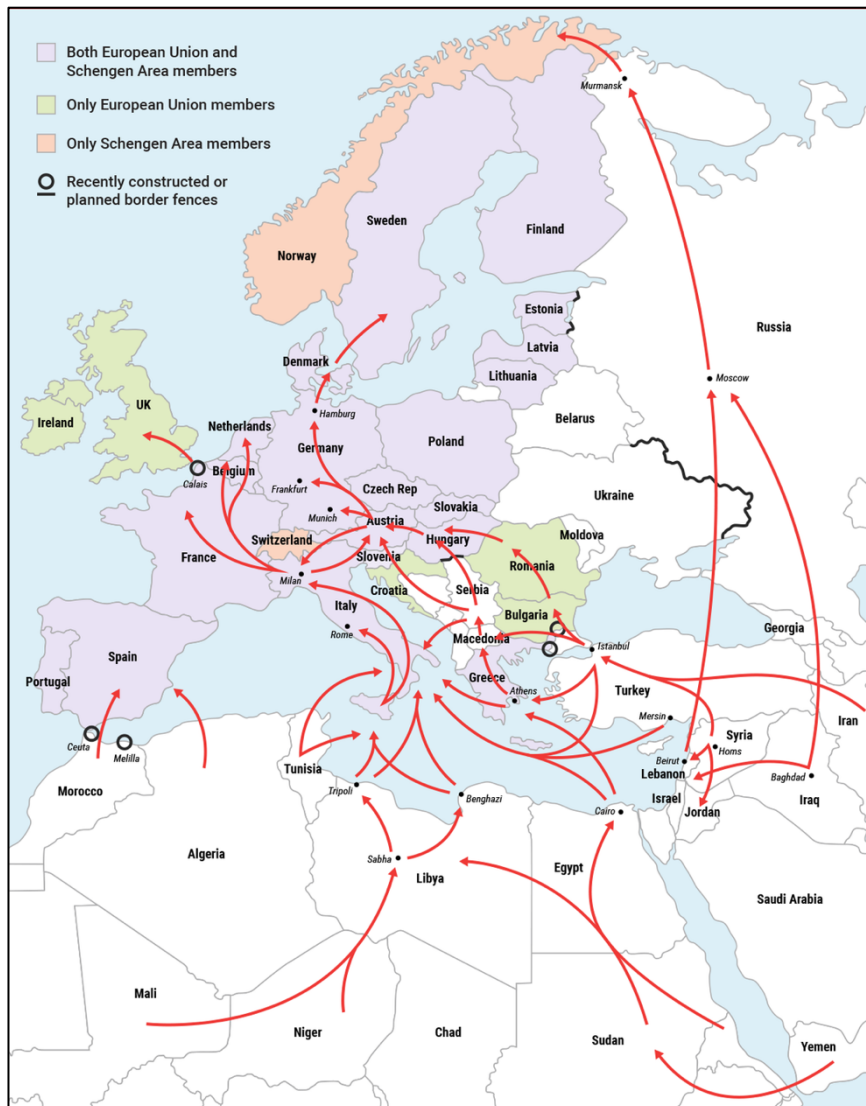 Both European Union and
Schengen Area members
Only European Union members
Only Schengen Area members
Recently constructed or
planned border fences
Murmansk
Sweden
Finland
Norway
Estonia
Russia
Latvia
Denmark
Lithuania
Moscow
UK
Hamburg
Belarus
Ireland
Netherlands
Germany
Poland
Belgium
Calais
Frankfurt
Czech Rep
Ukraine
Munich
Slovakia
Austria
Switzerland
Hungary
Moldova
France
Slovenia
Romania
Milan
Croatia
Serbia
Italy
Bulgaria
Rome
Macedonia
Georgia
Istanbul
Spain
Portugal
Greece
Athens
Turkey
Iran
Mersin
Syria
Homs
Ceuta
Melilla
Beirut
Tunisia
Lebanon
Baghdad
Morocco
Tripoli
Benghazi
Israel
Iraq
Cairo
Jordan
Algeria
Sabha
Libya
Egypt
Saudi Arabia
Mali
Niger
Chad
Sudan
Yemen